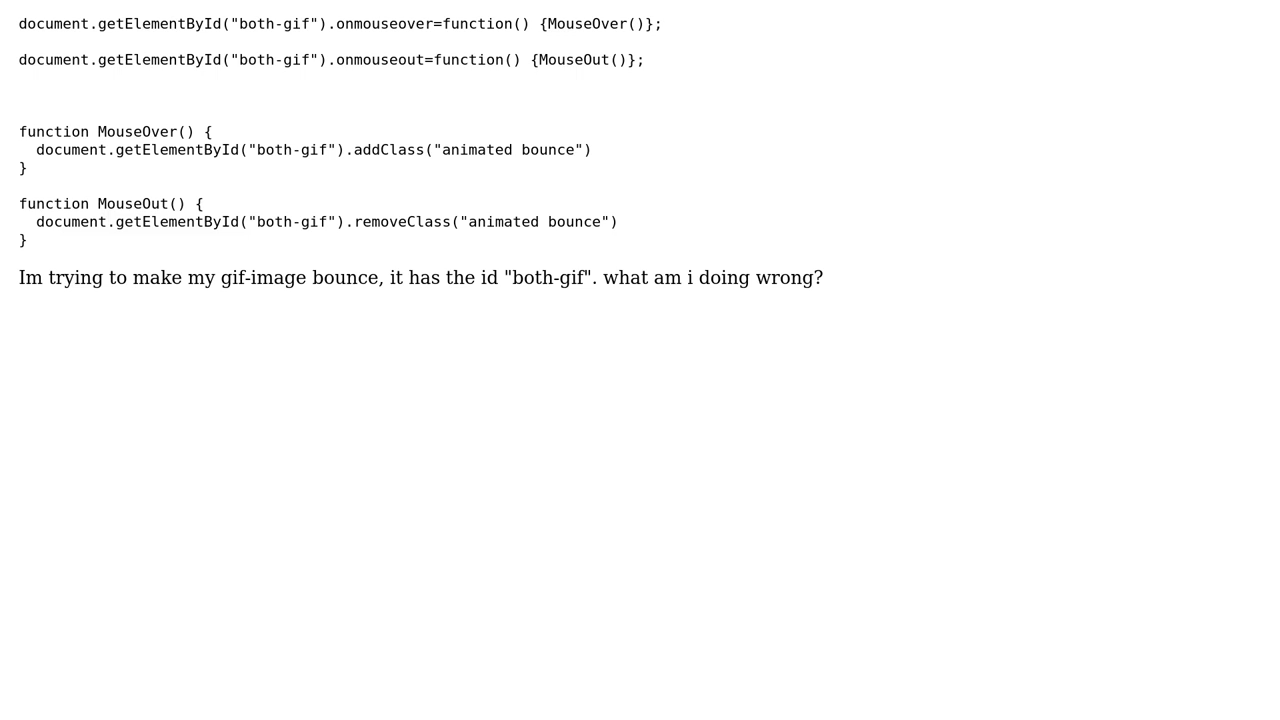 document.getElementById("both-gif").onmouseover=function() {MouseOver()};
document.getElementById("both-gif").onmouseout=function() {MouseOut()};
function MouseOver() {
  document.getElementById("both-gif").addClass("animated bounce")
}
function MouseOut() {
  document.getElementById("both-gif").removeClass("animated bounce")
}
Im trying to make my gif-image bounce, it has the id "both-gif". what am i doing wrong?